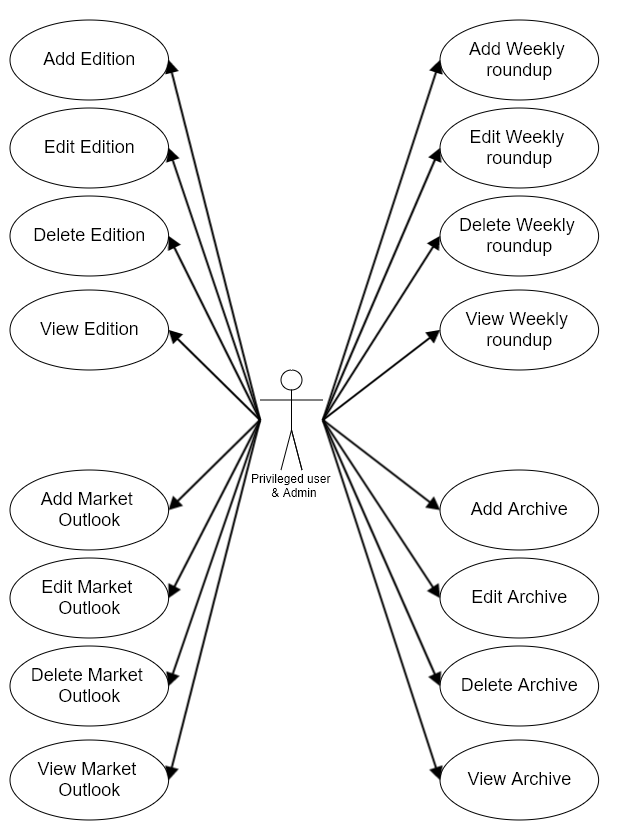 Add Edition
Edit Edition
Delete Edition
View Edition
Add Weekly
roundup
Edit Weekly
roundup
Delete Weekly
roundup
View Weekly
roundup
Privileged user
& Admin
Add Market
Outlook
Edit Market
Outlook
Delete Market
Outlook
View Market
Outlook
Add Archive
Edit Archive
Delete Archive
View Archive